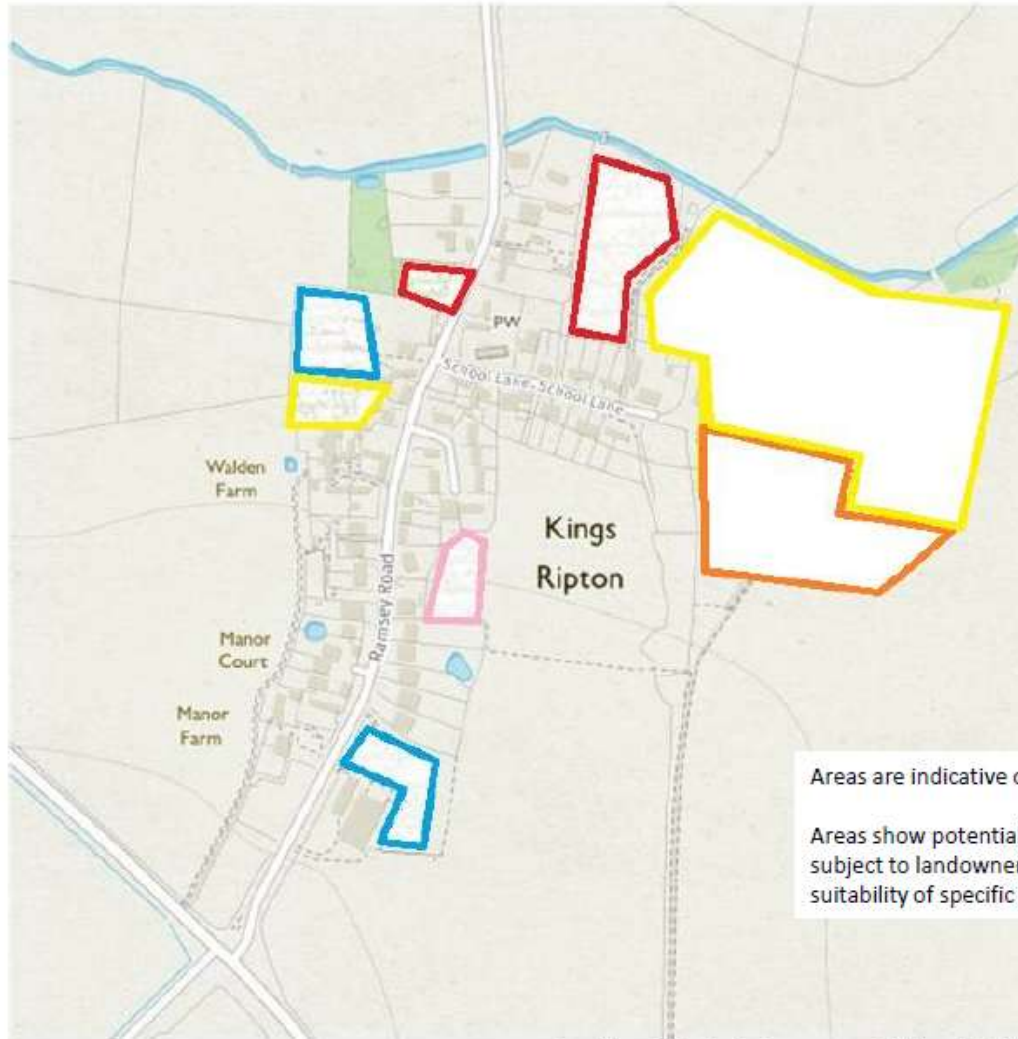 PW
School Lane School Lane
Walden
Farm
Kings
Ripton
Ramsey Road
Manor
Court
Manor
Farm
Areas are indicative
Areas show potential
subject to landowner
suitability of specific